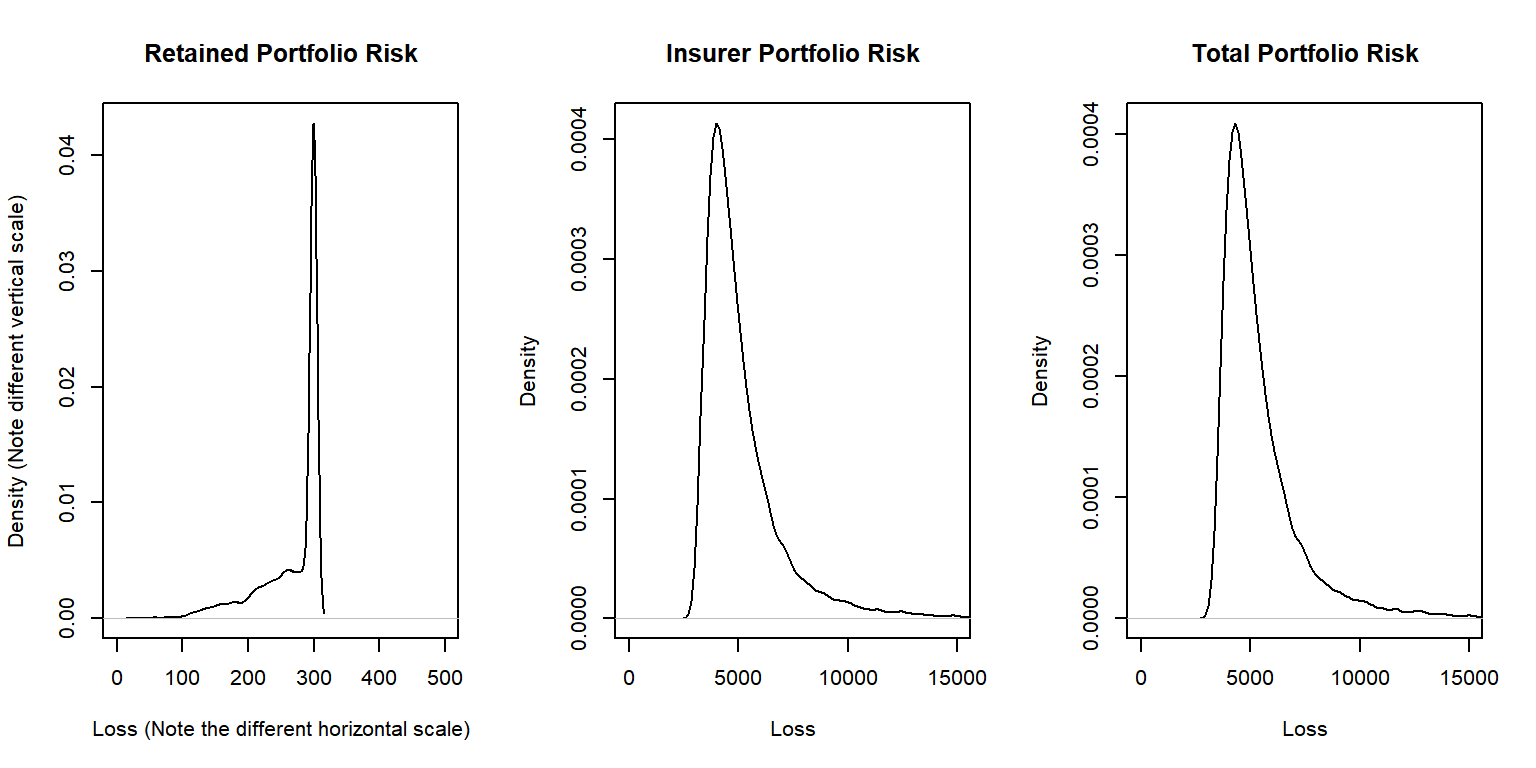 Retained Portfolio Risk
Density (Note different vertical scale)
0.04
0.03
0.02
0.01
0.00
0 100 200 300 400 500
Loss (Note the different horizontal scale)
Insurer Portfolio Risk
Density
0.0004
0.0003
0.0002
0.0001
0.0000
0 5000 10000 15000
Loss
Total Portfolio Risk
Density
0.0004
0.0003
0.0002
0.0001
0.0000
0 5000 10000 15000
Loss